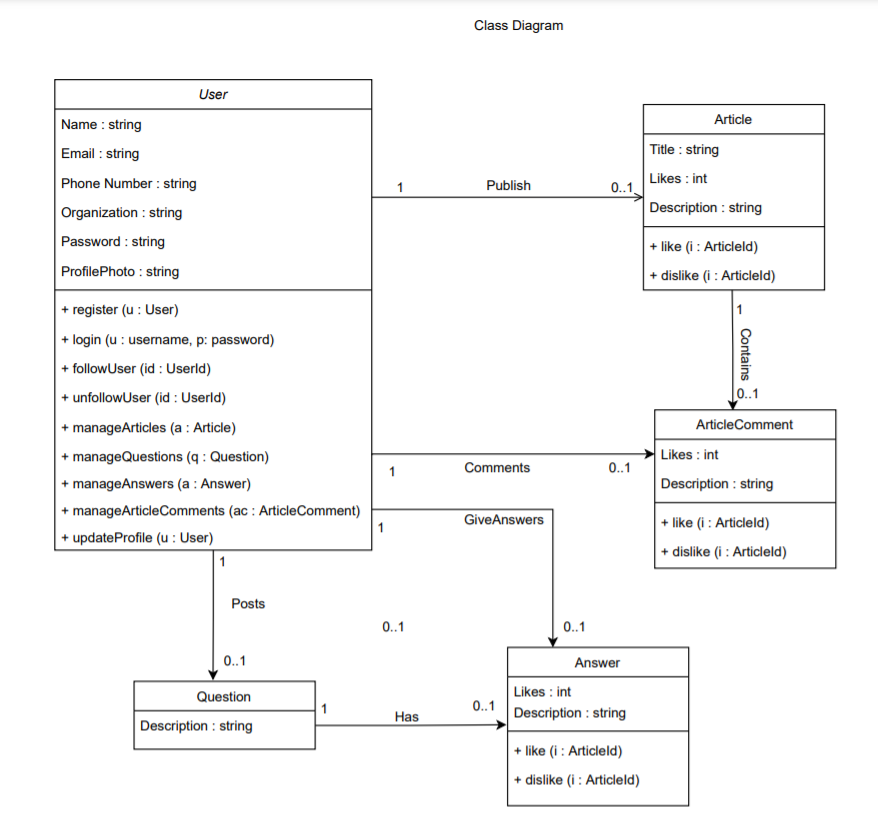 Class Diagram
User
Name : string
Email : string
Phone Number : string
Organization : string
Password : string
ProfilePhoto : string
+ register (u : User)
+ login (u : username, p: password)
+ followUser (id : UserId)
+ unfollowUser (id : UserId)
+ manageArticles (a : Article)
+ manageQuestions (q : Question)
+ manageAnswers (a : Answer)
+ manageArticleComments (ac : ArticleComment)
+ updateProfile (u : User)
1
Publish
0..1
Article
Title : string
Likes : int
Description : string
+ like (i : ArticleId)
+ dislike (i : ArticleId)
1
Contains
0..1
ArticleComment
Likes : int
Description : string
+ like (i : ArticleId)
+ dislike (i : ArticleId)
1
Comments
0..1
1
GiveAnswers
0..1
1
Posts
0..1
0..1
Question
Description : string
1
Has
0..1
Answer
Likes : int
Description : string
+ like (i : ArticleId)
+ dislike (i : ArticleId)